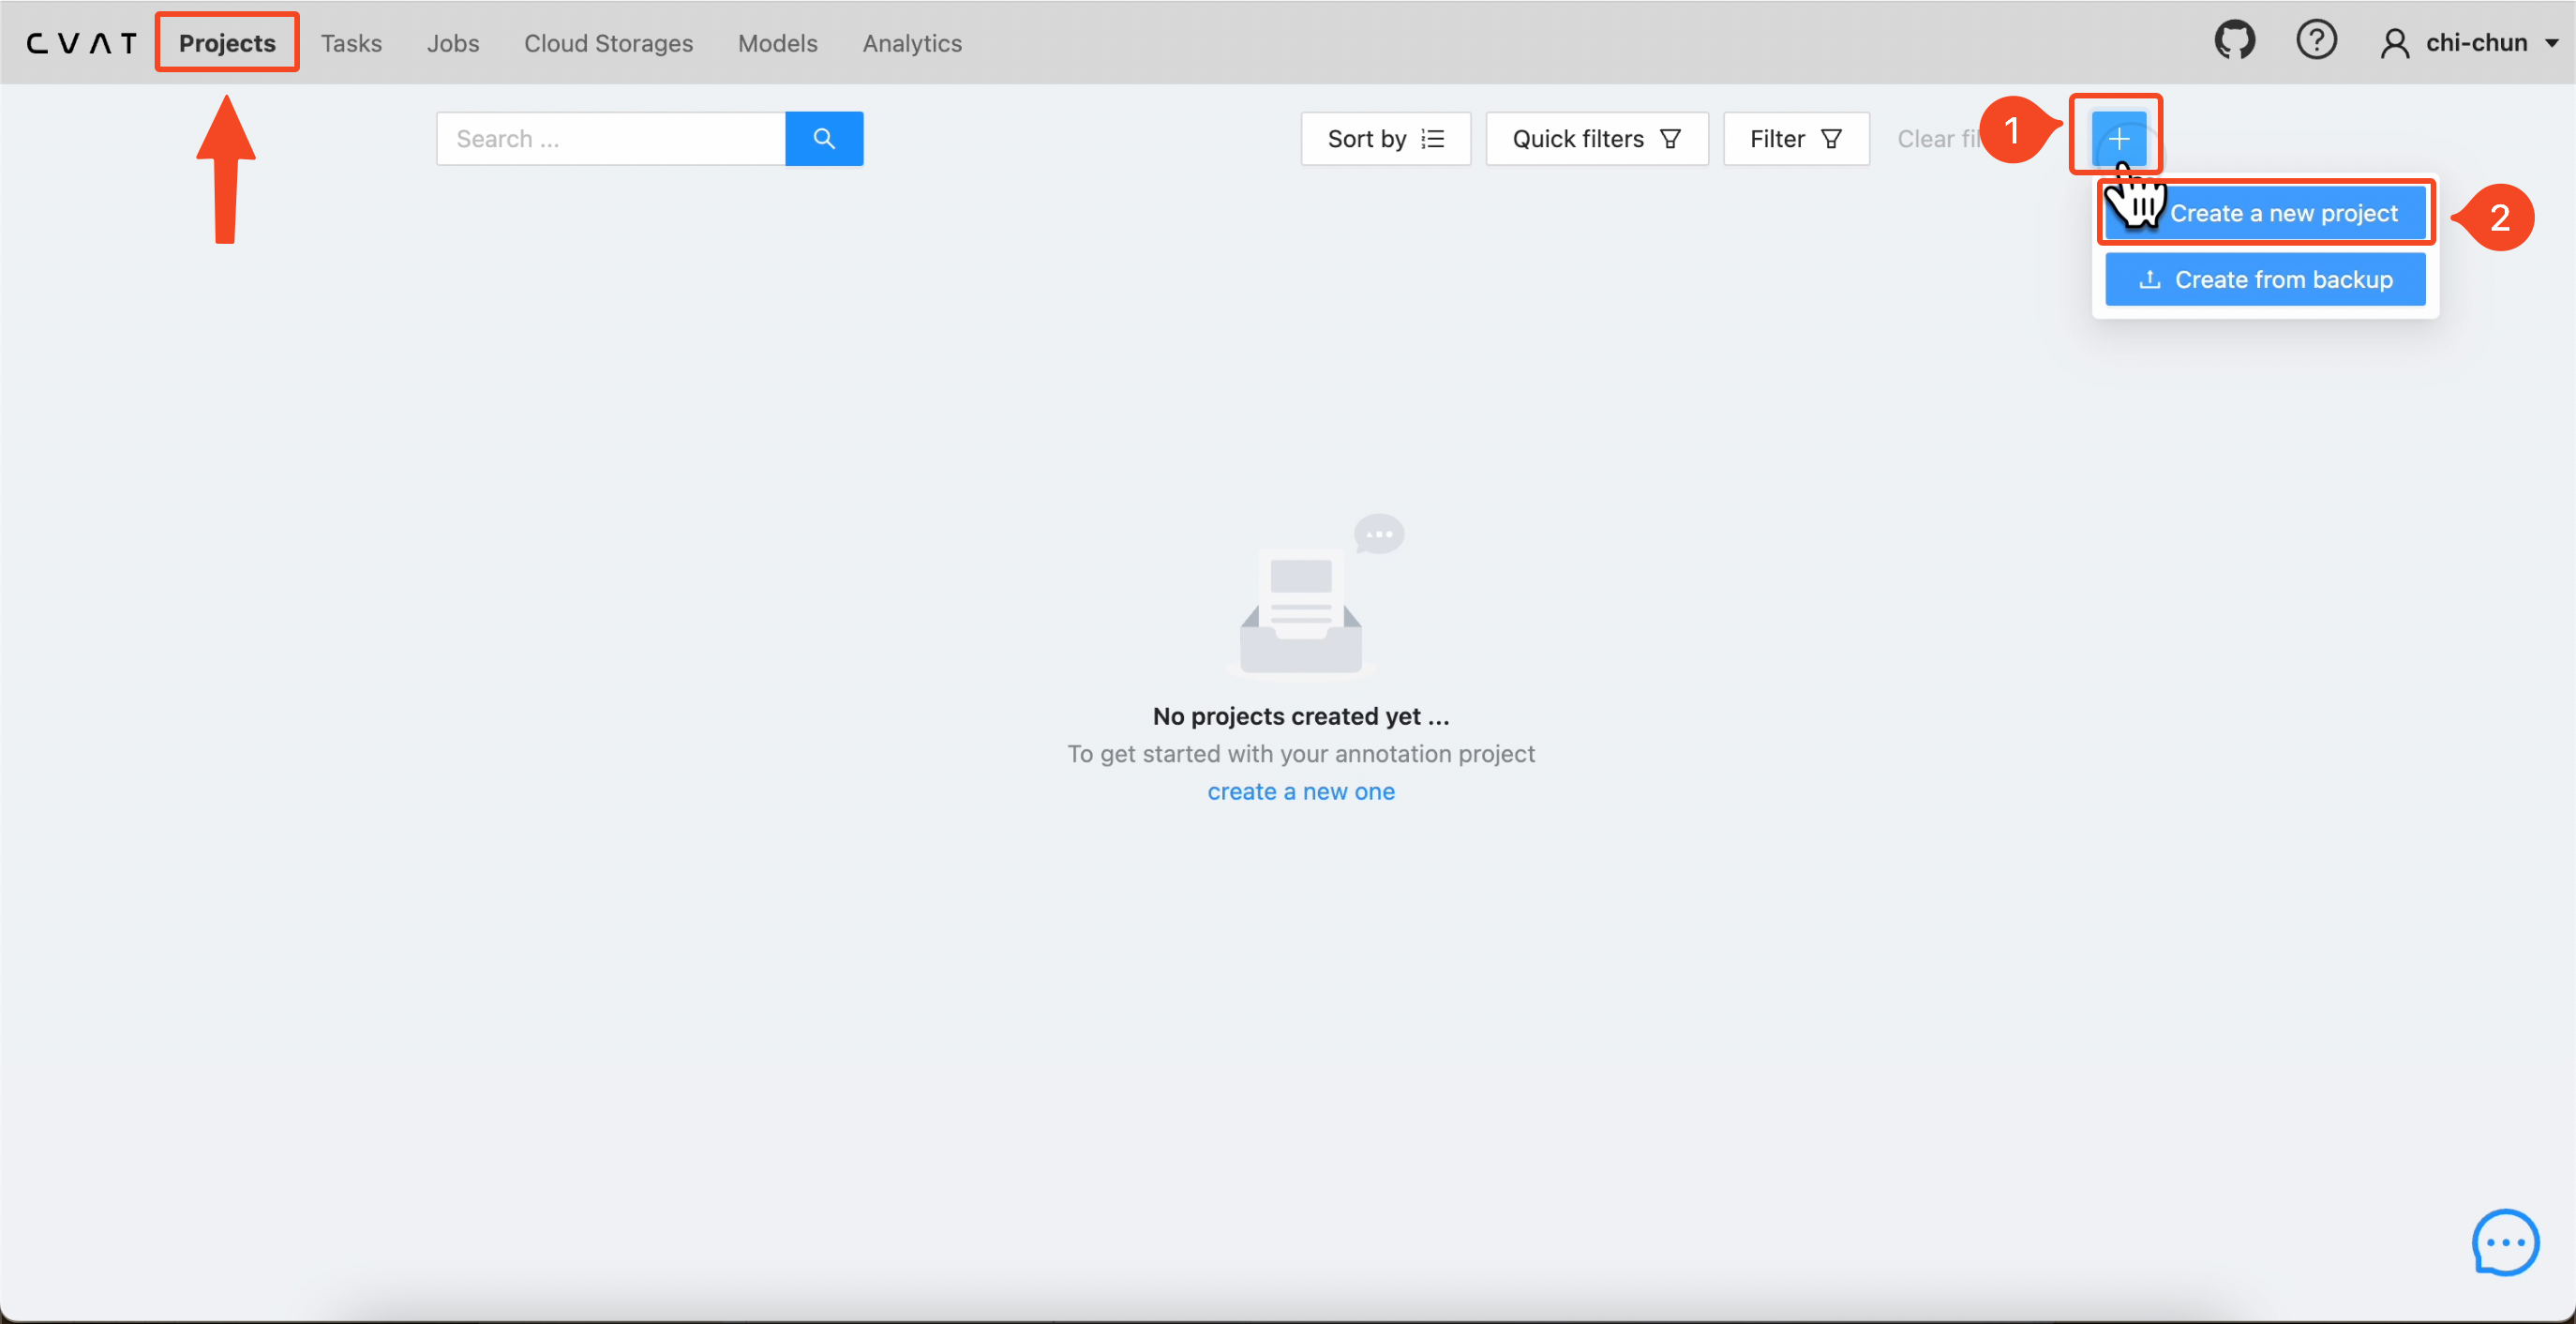 CVAT Projects Tasks Jobs Cloud Storages Models Analytics chi-chun
Search ... Sort by Quick filters Filter Clear fil 1
Create a new project 2
Create from backup
No projects created yet ...
To get started with your annotation project
create a new one